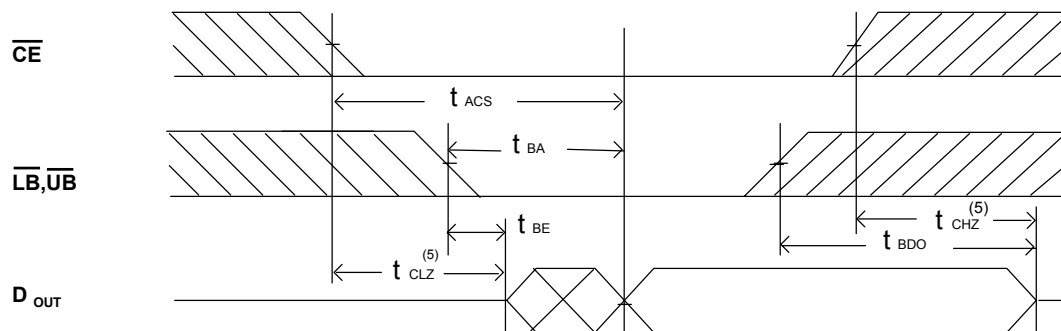 CE
t ACS
t BA
LB,UB
t BE
t CHZ (5)
t BDO
t CLZ (5)
D OUT